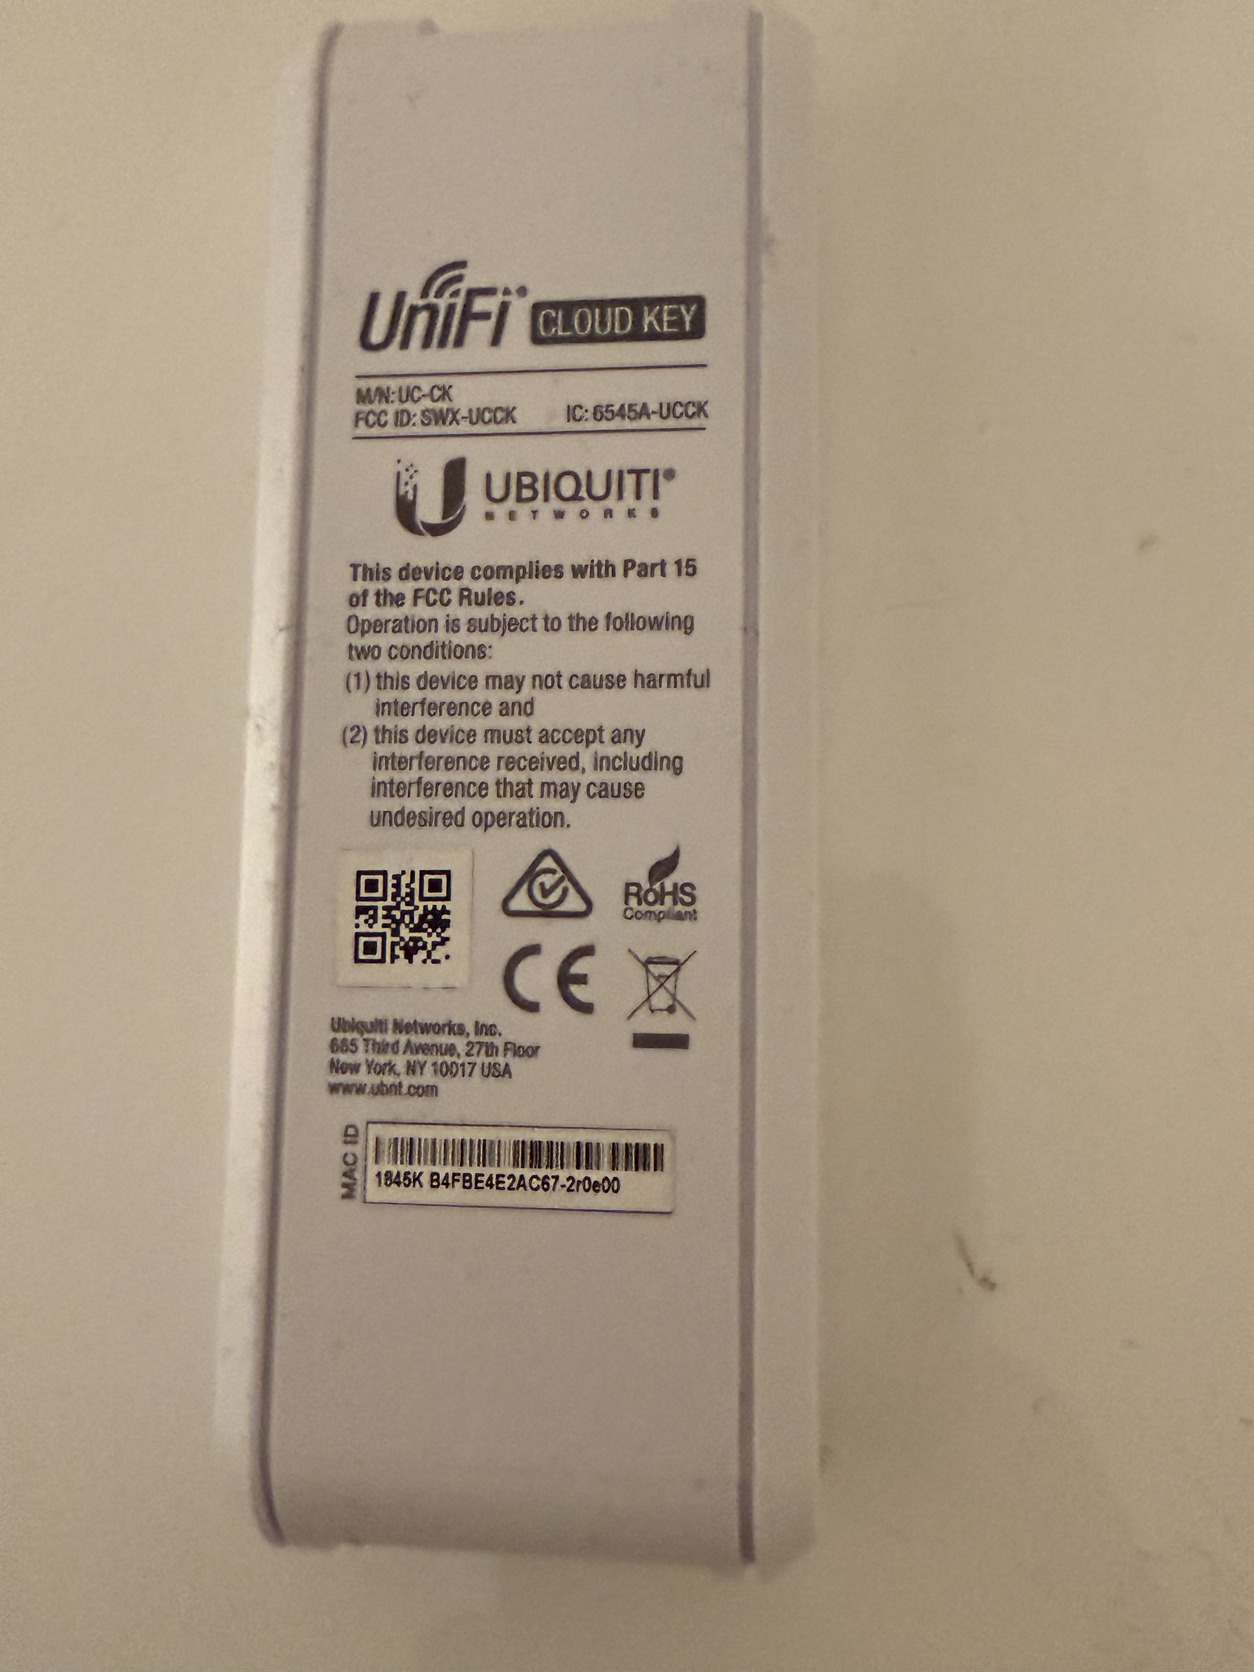 UniFi CLOUD KEY
M/N: UC-CK
FCC ID: SWX-UCCK IC: 6545A-UCCK
UBIQUITI®
NETWORKS
This device complies with Part 15
of the FCC Rules.
Operation is subject to the following
two conditions:
(1) this device may not cause harmful
interference and
(2) this device must accept any
interference received, including
interference that may cause
undesired operation.
RoHS
Compliant
CE
Ubiquiti Networks, Inc.
685 Third Avenue, 27th Floor
New York, NY 10017 USA
www.ubnt.com
MAC ID
1845K B4FBE4E2AC67-2r0e00